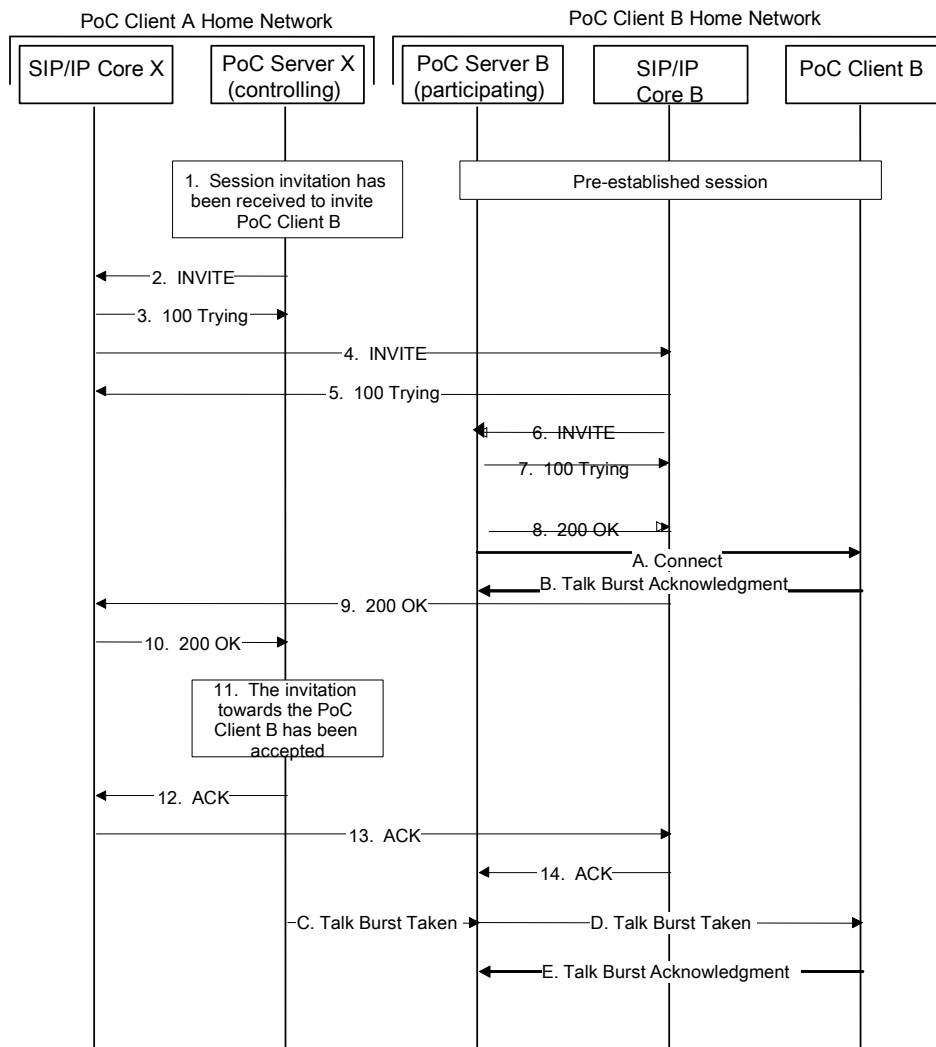 PoC Client A Home Network
PoC Client B Home Network
SIP/IP Core X
PoC Server X
(controlling)
PoC Server B
(participating)
SIP/IP
Core B
PoC Client B
1. Session invitation has
been received to invite
PoC Client B
Pre-established session
2. INVITE
3. 100 Trying
4. INVITE
5. 100 Trying
6. INVITE
7. 100 Trying
8. 200 OK
A. Connect
B. Talk Burst Acknowledgment
9. 200 OK
10. 200 OK
11. The invitation
towards the PoC
Client B has been
accepted
12. ACK
13. ACK
14. ACK
C. Talk Burst Taken
D. Talk Burst Taken
E. Talk Burst Acknowledgment